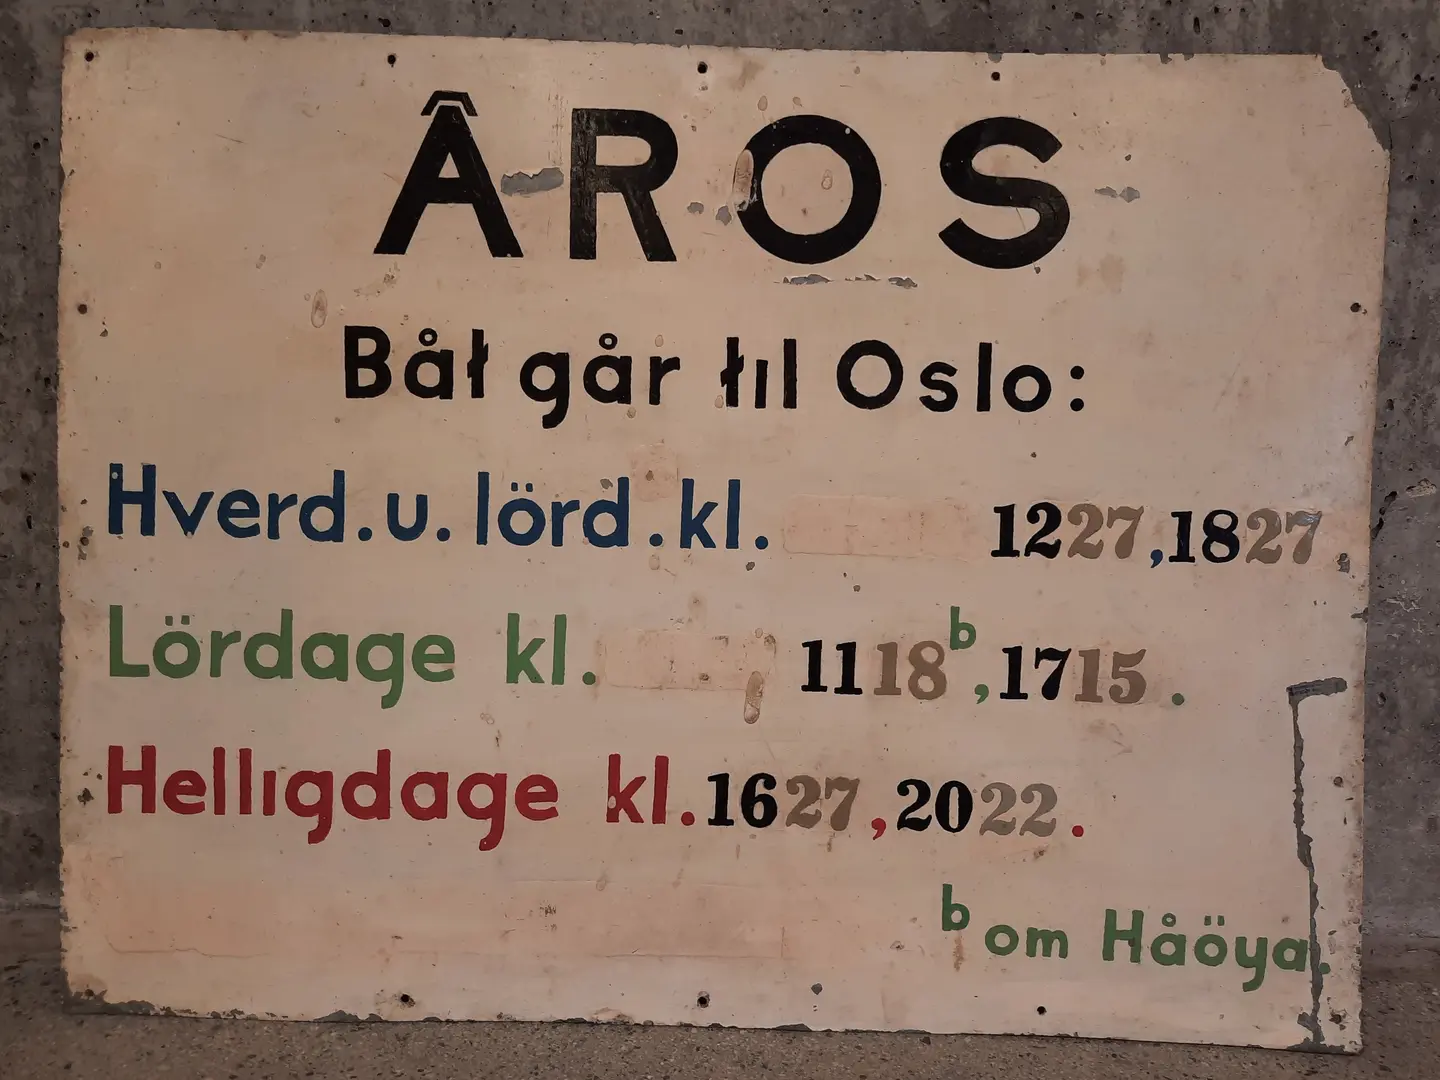 ÂROS
Båt går til Oslo:
Hverd. u. lörd. kl. 1227, 1827.
Lördage kl. 1118ᵇ, 1715.
Helligdage kl. 1627, 2022.
ᵇ om Håöya.